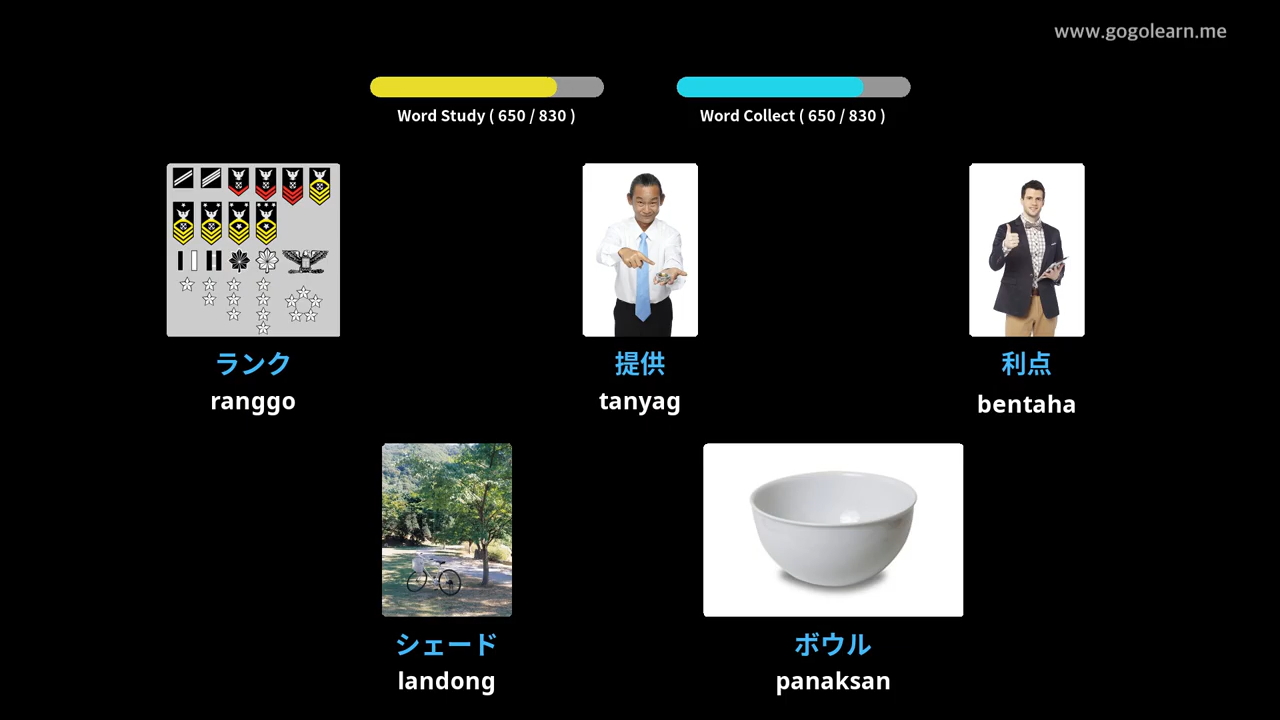 www.gogolearn.me
Word Study ( 650 / 830 )
Word Collect ( 650 / 830 )
ランク
ranggo
提供
tanyag
利点
bentaha
シェード
landong
ボウル
panaksan